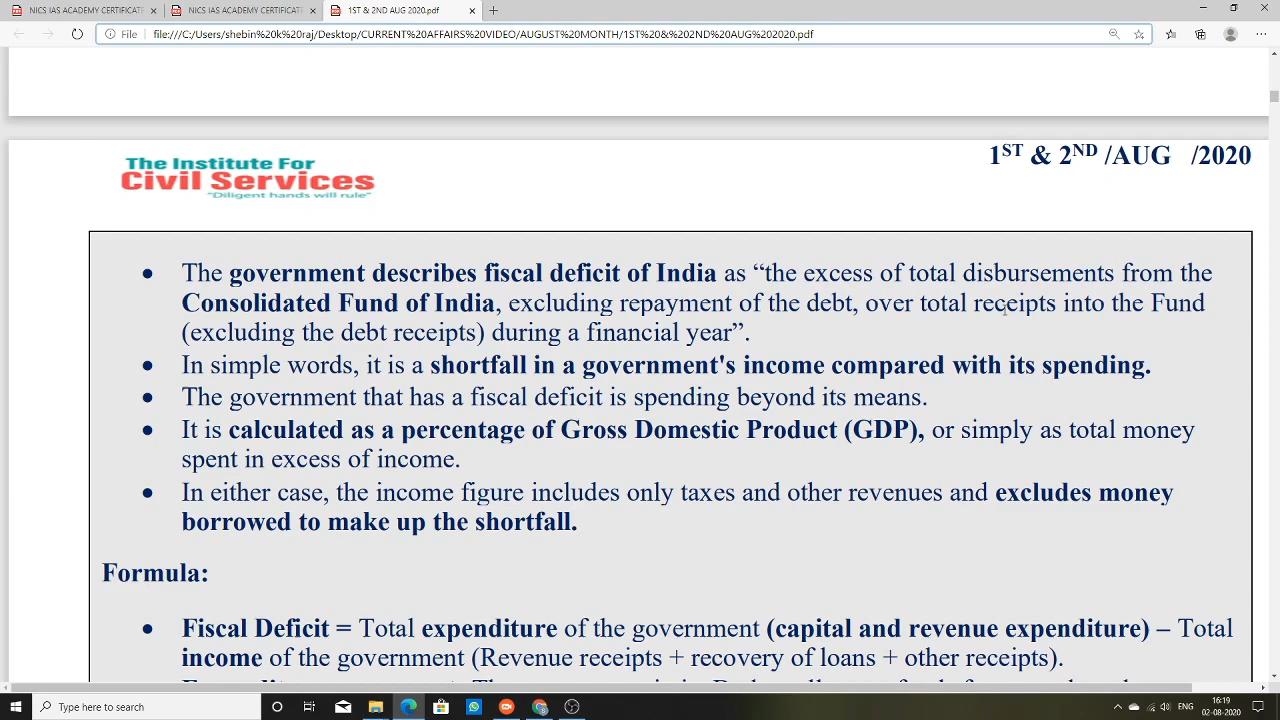 NICS IAS ACADEMY CERTIFICATE
NICS IAS ACADEMY CERTIFICATE
1ST & 2ND AUG 2020.pdf
File
file:///C:/Users/shebin%20k%20raj/Desktop/CURRENT%20AFFAIRS%20VIDEO/AUGUST%20MONTH/1ST%20&%202ND%20AUG%202020.pdf
The Institute For
Civil Services
"Diligent hands will rule"
1ST & 2ND /AUG /2020
• The government describes fiscal deficit of India as “the excess of total disbursements from the
Consolidated Fund of India, excluding repayment of the debt, over total receipts into the Fund
(excluding the debt receipts) during a financial year”.
• In simple words, it is a shortfall in a government's income compared with its spending.
• The government that has a fiscal deficit is spending beyond its means.
• It is calculated as a percentage of Gross Domestic Product (GDP), or simply as total money
spent in excess of income.
• In either case, the income figure includes only taxes and other revenues and excludes money
borrowed to make up the shortfall.
Formula:
• Fiscal Deficit = Total expenditure of the government (capital and revenue expenditure) – Total
income of the government (Revenue receipts + recovery of loans + other receipts).
Type here to search
ENG
16:19
02-08-2020